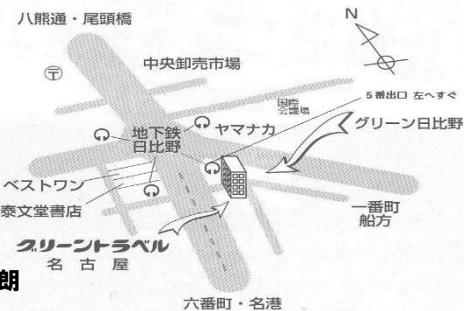 八熊通・尾頭橋
N
〒
中央卸売市場
国際
会議場
5番出口 左へすぐ
地下鉄
日比野
ヤマナカ
グリーン日比野
ベストワン
泰文堂書店
一番町
船方
グリーントラベル
名古屋
朗
六番町・名港